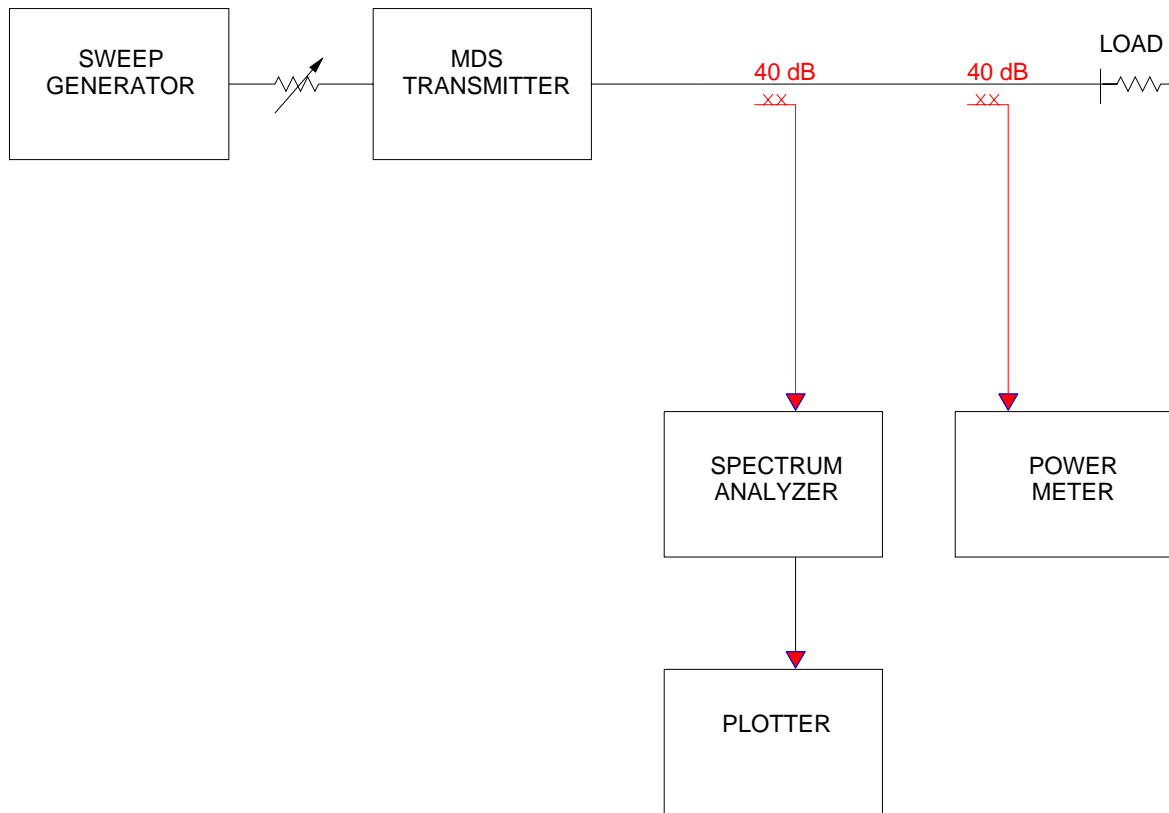 SWEEP
GENERATOR
MDS
TRANSMITTER
40 dB
40 dB
LOAD
SPECTRUM
ANALYZER
POWER
METER
PLOTTER